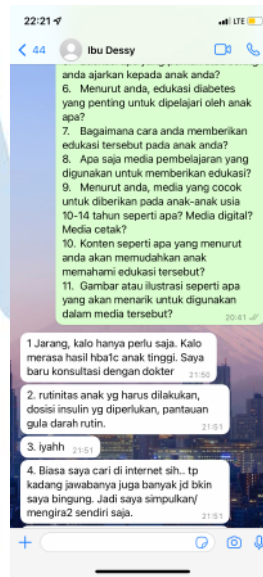 22:21
LTE
44
Ibu Dessy
anda ajarkan kepada anak anda?
6. Menurut anda, edukasi diabetes
yang penting untuk dipelajari oleh anak
apa?
7. Bagaimana cara anda memberikan
edukasi tersebut pada anak anda?
8. Apa saja media pembelajaran yang
digunakan untuk memberikan edukasi?
9. Menurut anda, media yang cocok
untuk diberikan pada anak-anak usia
10-14 tahun seperti apa? Media digital?
Media cetak?
10. Konten seperti apa yang menurut
anda akan memudahkan anak
memahami edukasi tersebut?
11. Gambar atau ilustrasi seperti apa
yang akan menarik untuk digunakan
dalam media tersebut?
20:41
1 Jarang, kalo hanya perlu saja. Kalo
merasa hasil hba1c anak tinggi. Saya
baru konsultasi dengan dokter
21:50
2. rutinitas anak yg harus dilakukan,
dosisi insulin yg diperlukan, pantauan
gula darah rutin.
21:51
3. iyahh 21:51
4. Biasa saya cari di internet sih.. tp
kadang jawabanya juga banyak jd bkin
saya bingung. Jadi saya simpulkan/
mengira2 sendiri saja.
21:51